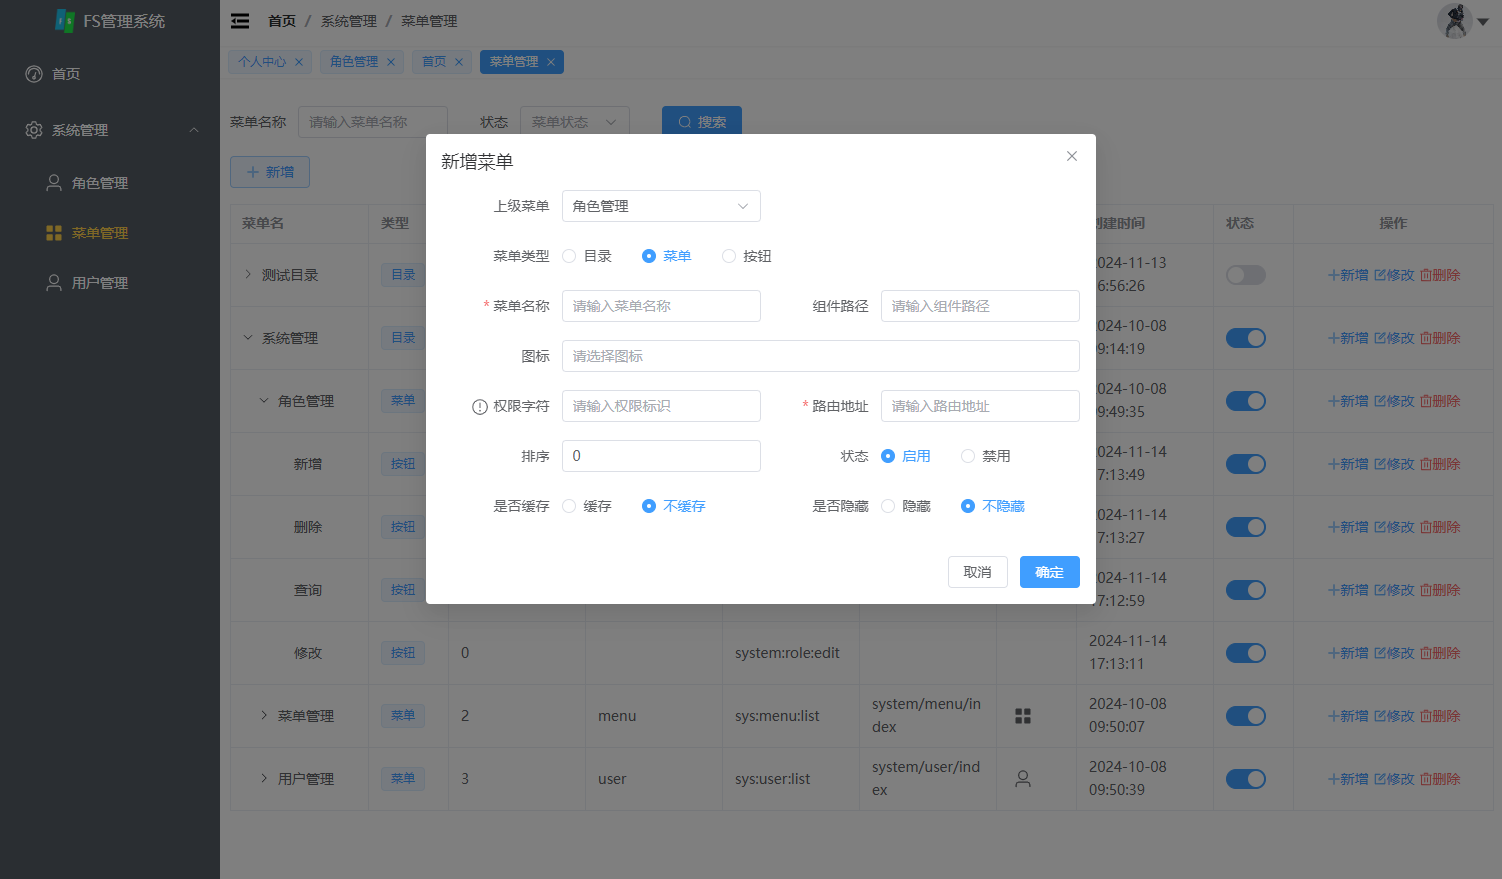 FS管理系统
首页 / 系统管理 / 菜单管理
个人中心 角色管理 首页 菜单管理
首页
系统管理
角色管理
菜单管理
用户管理
菜单名称 请输入菜单名称 状态 菜单状态 搜索
新增
菜单名 类型 创建时间 状态 操作
测试目录 目录 2024-11-13 16:56:26 新增 修改 删除
系统管理 目录 2024-10-08 09:14:19 新增 修改 删除
角色管理 菜单 2024-10-08 09:49:35 新增 修改 删除
新增 按钮 2024-11-14 17:13:49 新增 修改 删除
删除 按钮 2024-11-14 17:13:27 新增 修改 删除
查询 按钮 2024-11-14 17:12:59 新增 修改 删除
修改 按钮 0 system:role:edit 2024-11-14 17:13:11 新增 修改 删除
菜单管理 菜单 2 menu sys:menu:list system/menu/index 2024-10-08 09:50:07 新增 修改 删除
用户管理 菜单 3 user sys:user:list system/user/index 2024-10-08 09:50:39 新增 修改 删除
新增菜单
上级菜单 角色管理
菜单类型 目录 菜单 按钮
* 菜单名称 请输入菜单名称 组件路径 请输入组件路径
图标 请选择图标
权限字符 请输入权限标识 * 路由地址 请输入路由地址
排序 0 状态 启用 禁用
是否缓存 缓存 不缓存 是否隐藏 隐藏 不隐藏
取消 确定